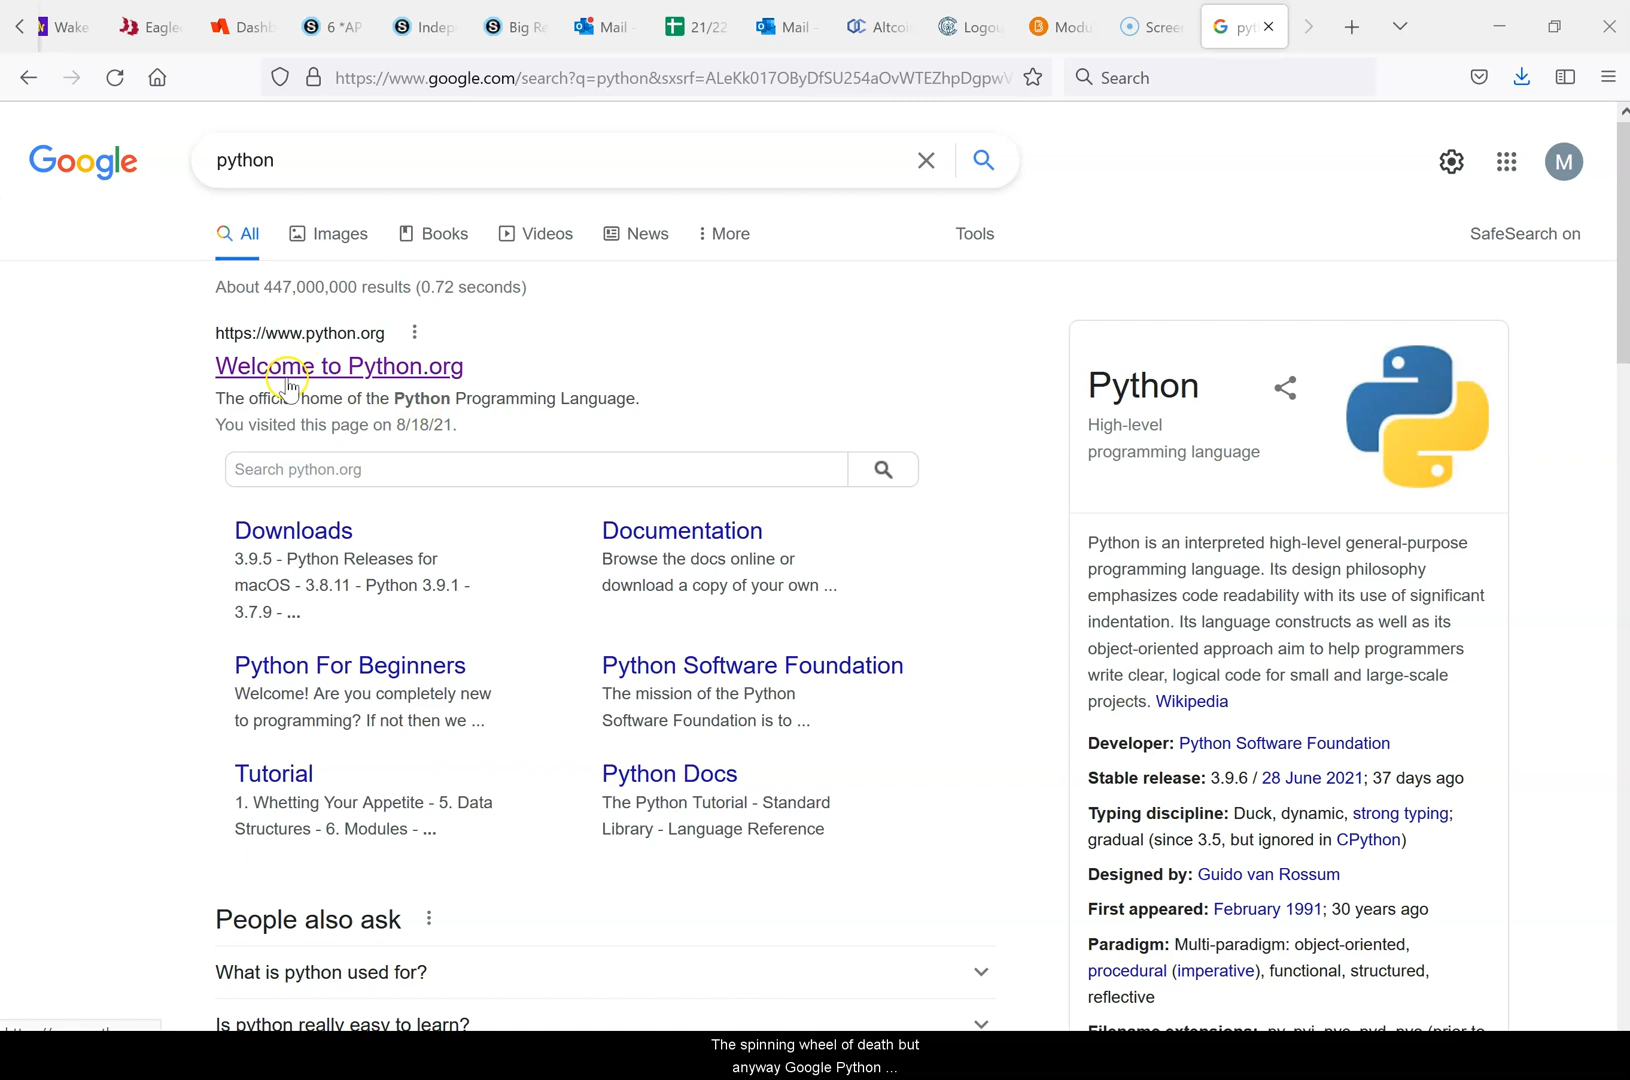 Wake
Eagle
Dashb
6 *AP
Indep
Big Re
Mail -
21/22
Mail -
Altcoi
Logou
Modu
Scree
pyt
https://www.google.com/search?q=python&sxsrf=ALeKk017OByDfSU254aOvWTEZhpDgpwV
Search
Google
python
M
All
Images
Books
Videos
News
More
Tools
SafeSearch on
About 447,000,000 results (0.72 seconds)
https://www.python.org
Welcome to Python.org
The official home of the Python Programming Language.
You visited this page on 8/18/21.
Search python.org
Downloads
3.9.5 - Python Releases for
macOS - 3.8.11 - Python 3.9.1 -
3.7.9 - ...
Documentation
Browse the docs online or
download a copy of your own ...
Python For Beginners
Welcome! Are you completely new
to programming? If not then we ...
Python Software Foundation
The mission of the Python
Software Foundation is to ...
Tutorial
1. Whetting Your Appetite - 5. Data
Structures - 6. Modules - ...
Python Docs
The Python Tutorial - Standard
Library - Language Reference
People also ask
What is python used for?
Is python really easy to learn?
Python
High-level
programming language
Python is an interpreted high-level general-purpose
programming language. Its design philosophy
emphasizes code readability with its use of significant
indentation. Its language constructs as well as its
object-oriented approach aim to help programmers
write clear, logical code for small and large-scale
projects. Wikipedia
Developer: Python Software Foundation
Stable release: 3.9.6 / 28 June 2021; 37 days ago
Typing discipline: Duck, dynamic, strong typing;
gradual (since 3.5, but ignored in CPython)
Designed by: Guido van Rossum
First appeared: February 1991; 30 years ago
Paradigm: Multi-paradigm: object-oriented,
procedural (imperative), functional, structured,
reflective
Filename extensions: .py, .pyi, .pyc, .pyd, .pyo (prior to
The spinning wheel of death but
anyway Google Python ...